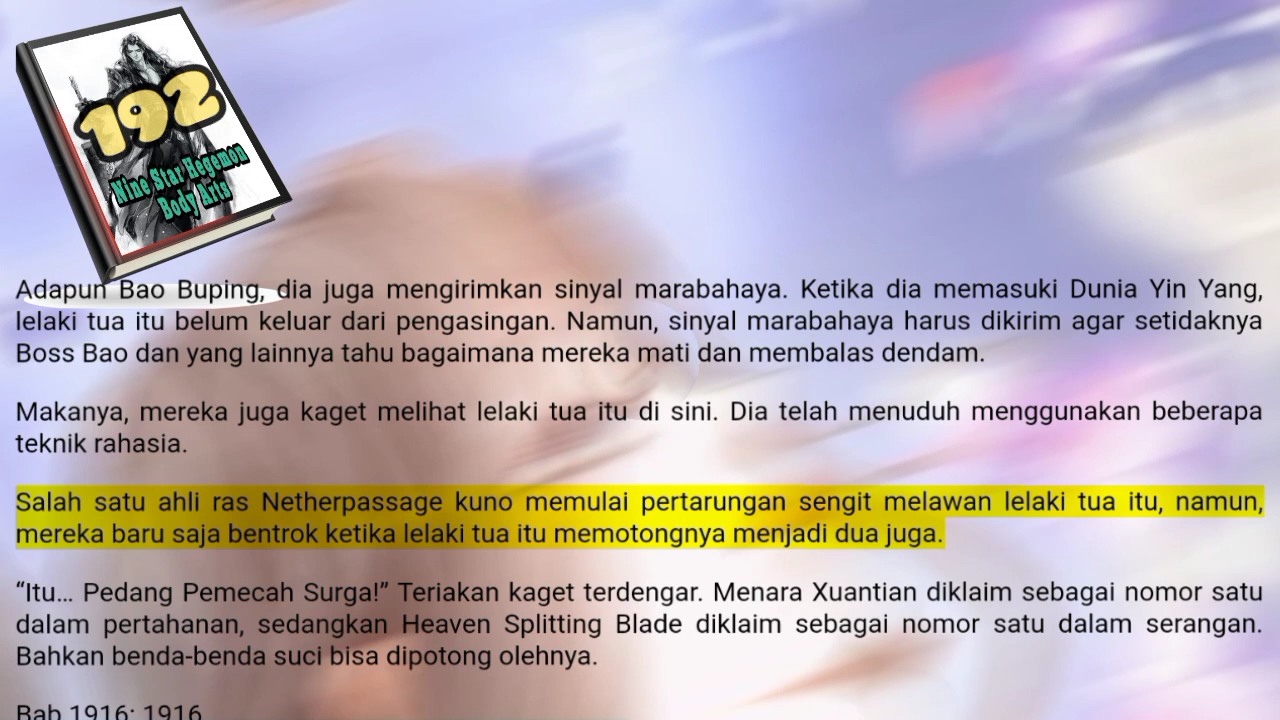 192
Nine Star Hegemon
Body Arts
Adapun Bao Buping, dia juga mengirimkan sinyal marabahaya. Ketika dia memasuki Dunia Yin Yang,
lelaki tua itu belum keluar dari pengasingan. Namun, sinyal marabahaya harus dikirim agar setidaknya
Boss Bao dan yang lainnya tahu bagaimana mereka mati dan membalas dendam.
Makanya, mereka juga kaget melihat lelaki tua itu di sini. Dia telah menuduh menggunakan beberapa
teknik rahasia.
Salah satu ahli ras Netherpassage kuno memulai pertarungan sengit melawan lelaki tua itu, namun,
mereka baru saja bentrok ketika lelaki tua itu memotongnya menjadi dua juga.
“Itu… Pedang Pemecah Surga!” Teriakan kaget terdengar. Menara Xuantian diklaim sebagai nomor satu
dalam pertahanan, sedangkan Heaven Splitting Blade diklaim sebagai nomor satu dalam serangan.
Bahkan benda-benda suci bisa dipotong olehnya.
Bab 1916: 1916